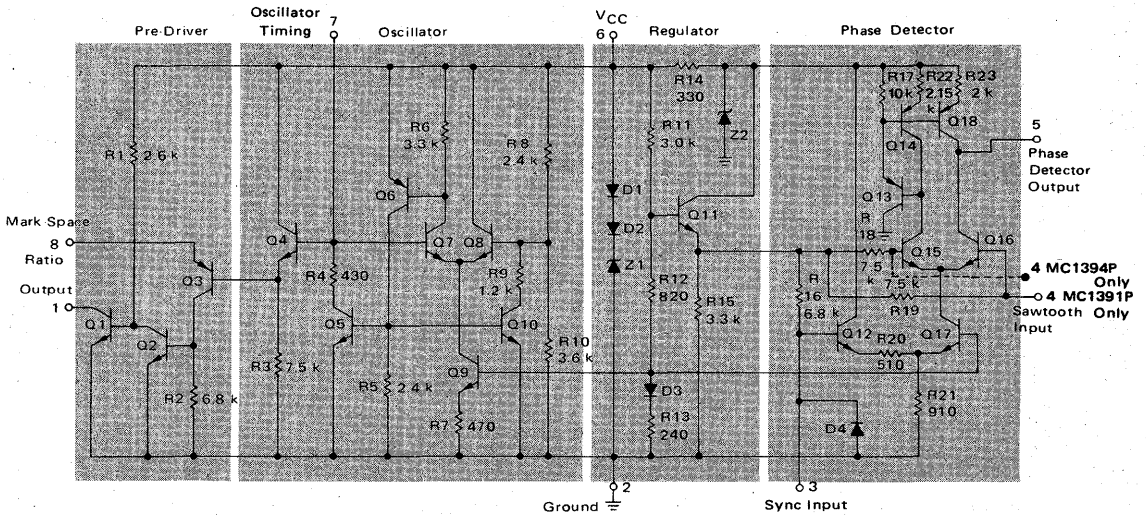 Pre-Driver
Oscillator
Timing
7
Oscillator
VCC
6
Regulator
Phase Detector
R1
2.6 k
R6
3.3 k
R8
2.4 k
Q6
Q4
Q7
Q8
R4
430
R9
1.2 k
Q5
Q10
R3
7.5 k
R5
2.4 k
Q9
R7
470
R10
3.6 k
Mark Space
8
Ratio
Output
1
Q3
Q1
Q2
R2
6.8 k
R14
330
R11
3.0 k
Z2
D1
D2
Z1
Q11
R12
820
R15
3.3 k
D3
R13
240
2
Ground
R17
10 k
R22
2.15
k
R23
2 k
Q14
Q18
5
Phase
Detector
Output
Q13
R
18
7.5
k
Q15
Q16
4 MC1394P
Only
7.5 k
R19
4 MC1391P
Sawtooth Only
Input
R
16
6.8 k
Q12
R20
510
Q17
R21
910
D4
3
Sync Input